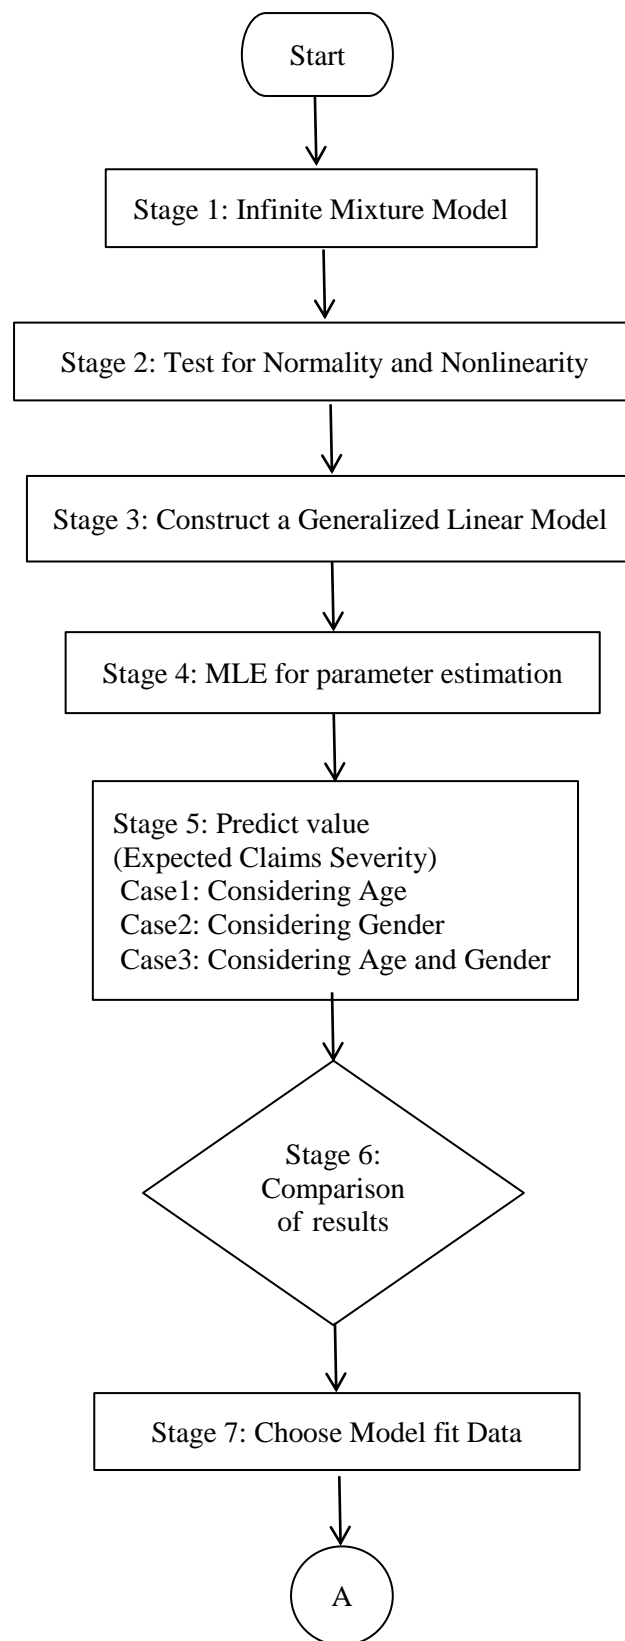 Start
Stage 1: Infinite Mixture Model
Stage 2: Test for Normality and Nonlinearity
Stage 3: Construct a Generalized Linear Model
Stage 4: MLE for parameter estimation
Stage 5: Predict value
(Expected Claims Severity)
Case1: Considering Age
Case2: Considering Gender
Case3: Considering Age and Gender
Stage 6:
Comparison
of results
Stage 7: Choose Model fit Data
A